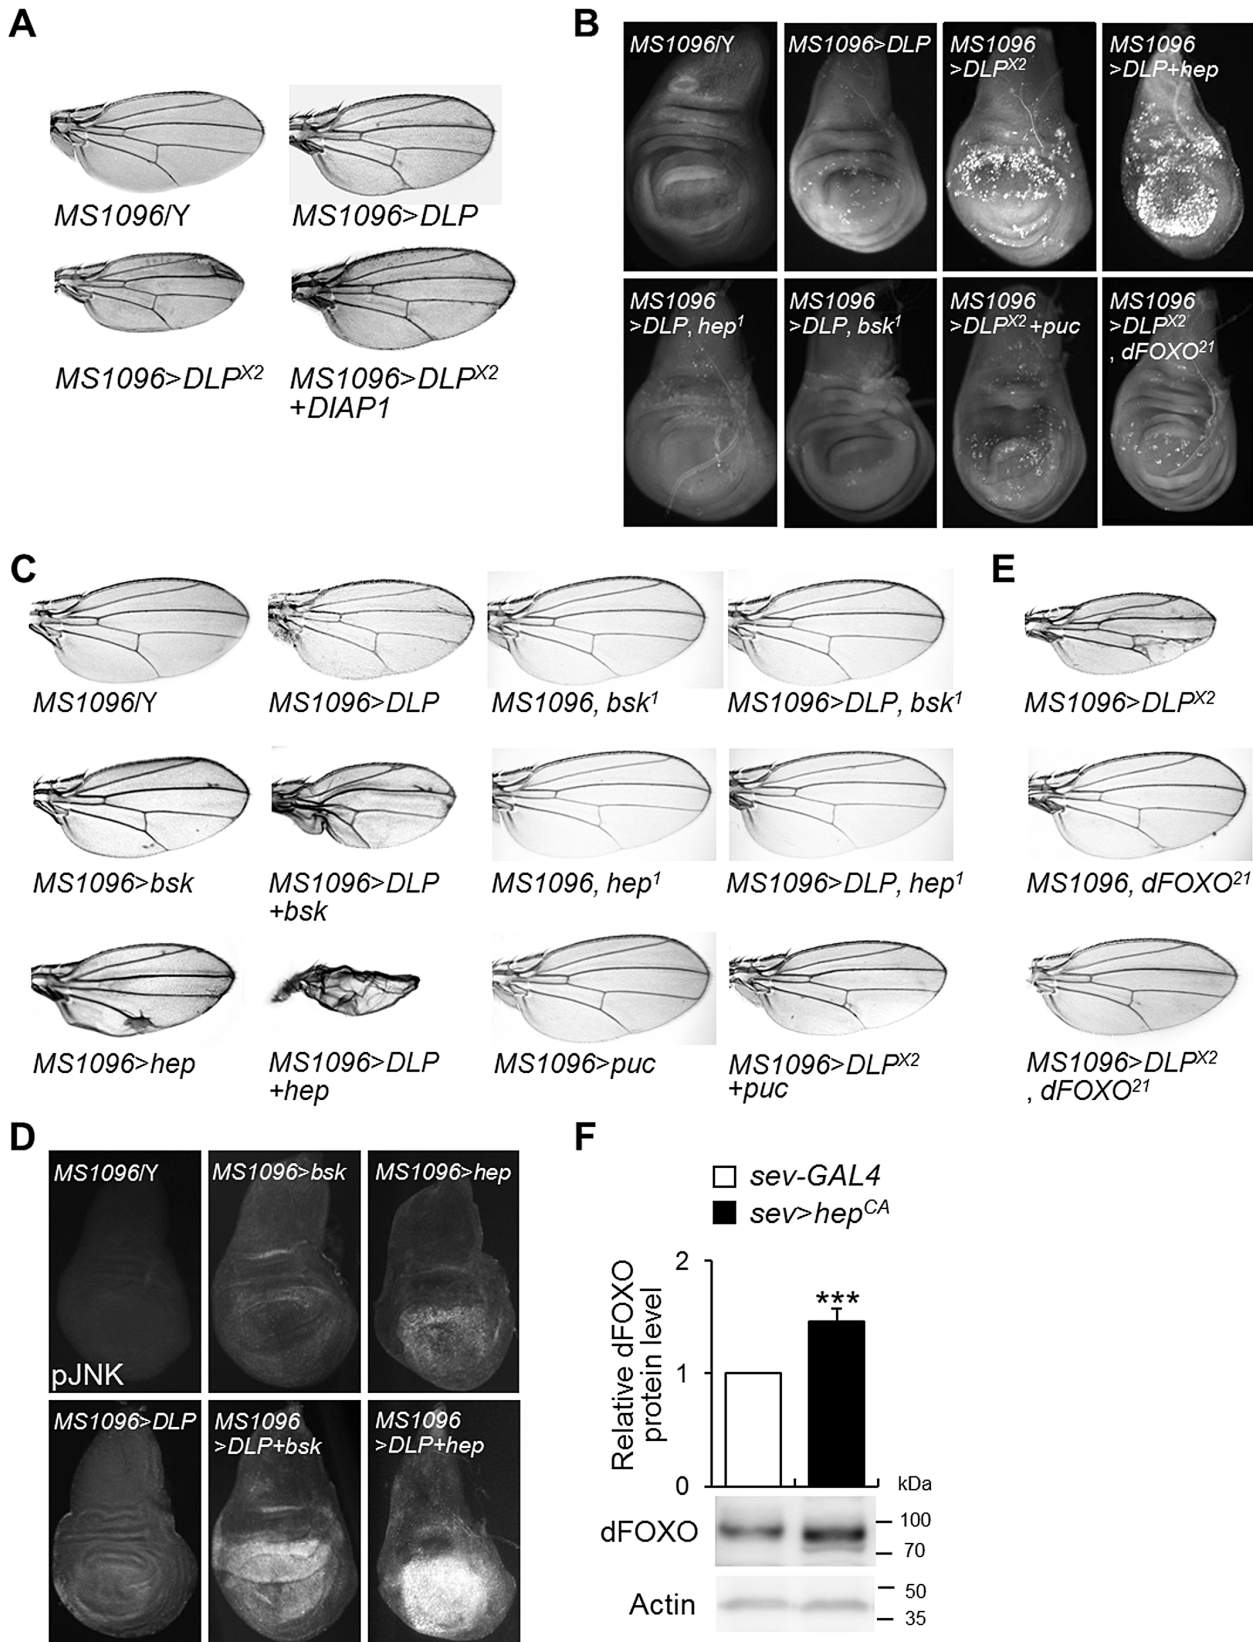 A
MS1096/Y
MS1096>DLP
MS1096>DLP^X2
MS1096>DLP^X2
+DIAP1
B
MS1096/Y
MS1096>DLP
MS1096
>DLP^X2
MS1096
>DLP+hep
MS1096
>DLP, hep^1
MS1096
>DLP, bsk^1
MS1096
>DLP^X2+puc
MS1096
>DLP^X2
, dFOXO^21
C
MS1096/Y
MS1096>DLP
MS1096, bsk^1
MS1096>DLP, bsk^1
MS1096>bsk
MS1096>DLP
+bsk
MS1096, hep^1
MS1096>DLP, hep^1
MS1096>hep
MS1096>DLP
+hep
MS1096>puc
MS1096>DLP^X2
+puc
E
MS1096>DLP^X2
MS1096, dFOXO^21
MS1096>DLP^X2
, dFOXO^21
D
MS1096/Y
pJNK
MS1096>bsk
MS1096>hep
MS1096>DLP
MS1096
>DLP+bsk
MS1096
>DLP+hep
F
sev-GAL4
sev>hep^CA
Relative dFOXO
protein level
2
1
0
***
kDa
dFOXO
100
70
Actin
50
35